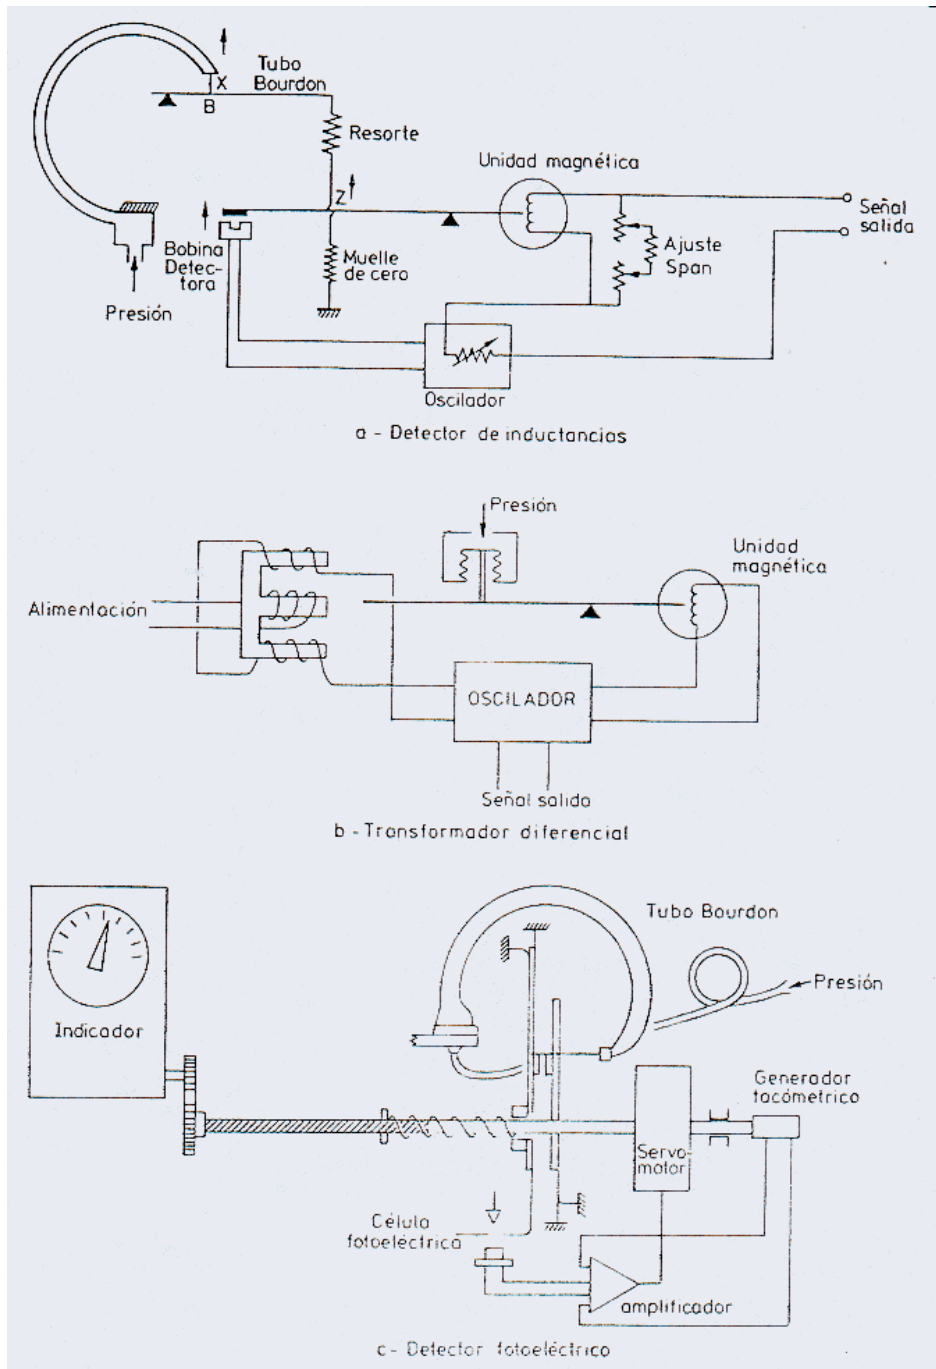 X
Tubo
Bourdon
B
Resorte
Unidad magnética
Z
Señal
salida
Ajuste
Span
Bobina
Detec-
tora
Muelle
de cero
Presión
Oscilador
a - Detector de inductancias
Presión
Unidad
magnética
Alimentación
OSCILADOR
Señal salida
b - Transformador diferencial
Tubo Bourdon
Presión
Indicador
Generador
tacométrico
Servo-
motor
Célula
fotoeléctrica
amplificador
c - Detector fotoeléctrico